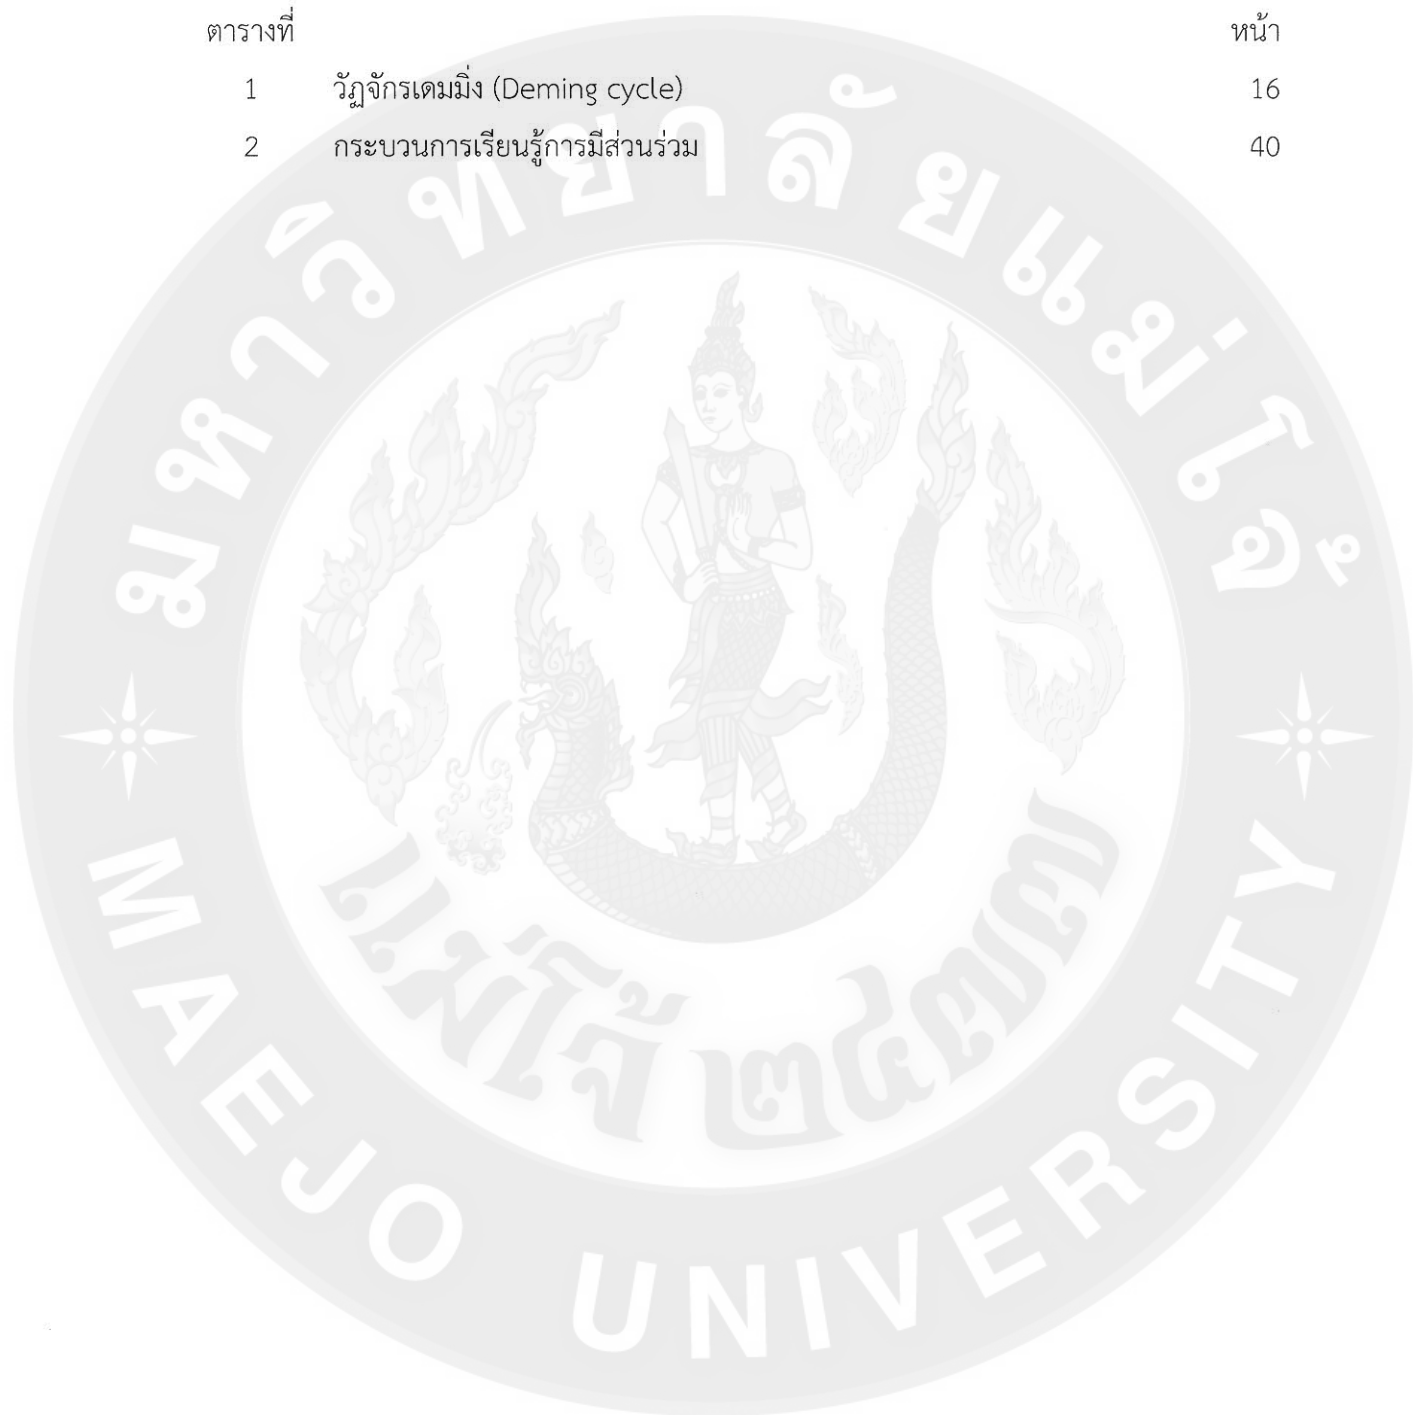 ตารางที่ หน้า
1 วัฏจักรเดมมิ่ง (Deming cycle) 16
2 กระบวนการเรียนรู้การมีส่วนร่วม 40
มหาวิทยาลัยแม่โจ้
แม่โจ้ ๒๔๗๗
MAEJO UNIVERSITY